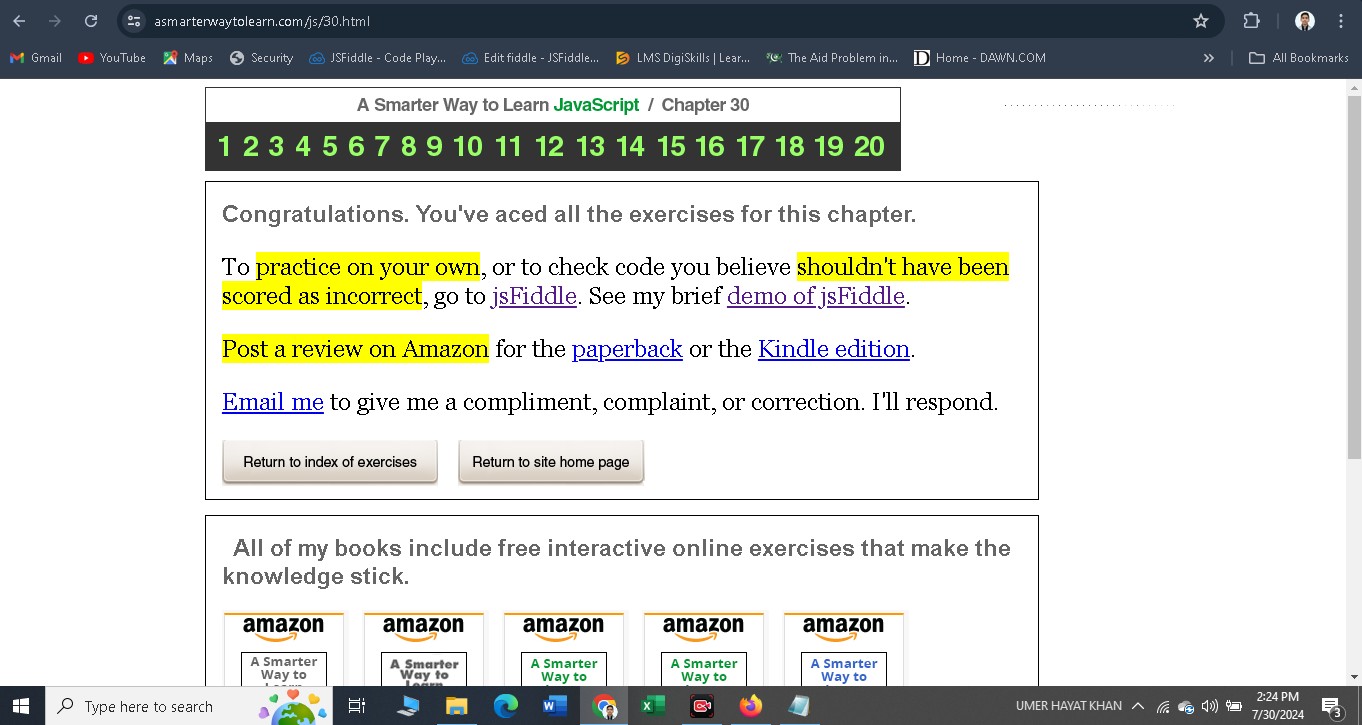 asmarterwaytolearn.com/js/30.html
Gmail YouTube Maps Security JSFiddle - Code Play... Edit fiddle - JSFiddle... LMS DigiSkills | Lear... The Aid Problem in... Home - DAWN.COM » All Bookmarks
A Smarter Way to Learn JavaScript / Chapter 30
1 2 3 4 5 6 7 8 9 10 11 12 13 14 15 16 17 18 19 20
Congratulations. You've aced all the exercises for this chapter.
To practice on your own, or to check code you believe shouldn't have been
scored as incorrect, go to jsFiddle. See my brief demo of jsFiddle.
Post a review on Amazon for the paperback or the Kindle edition.
Email me to give me a compliment, complaint, or correction. I'll respond.
Return to index of exercises Return to site home page
All of my books include free interactive online exercises that make the
knowledge stick.
amazon amazon amazon amazon amazon
A Smarter A Smarter A Smarter A Smarter A Smarter
Way to Way to Way to Way to Way to
Learn Learn
Type here to search
UMER HAYAT KHAN
2:24 PM
7/30/2024
3